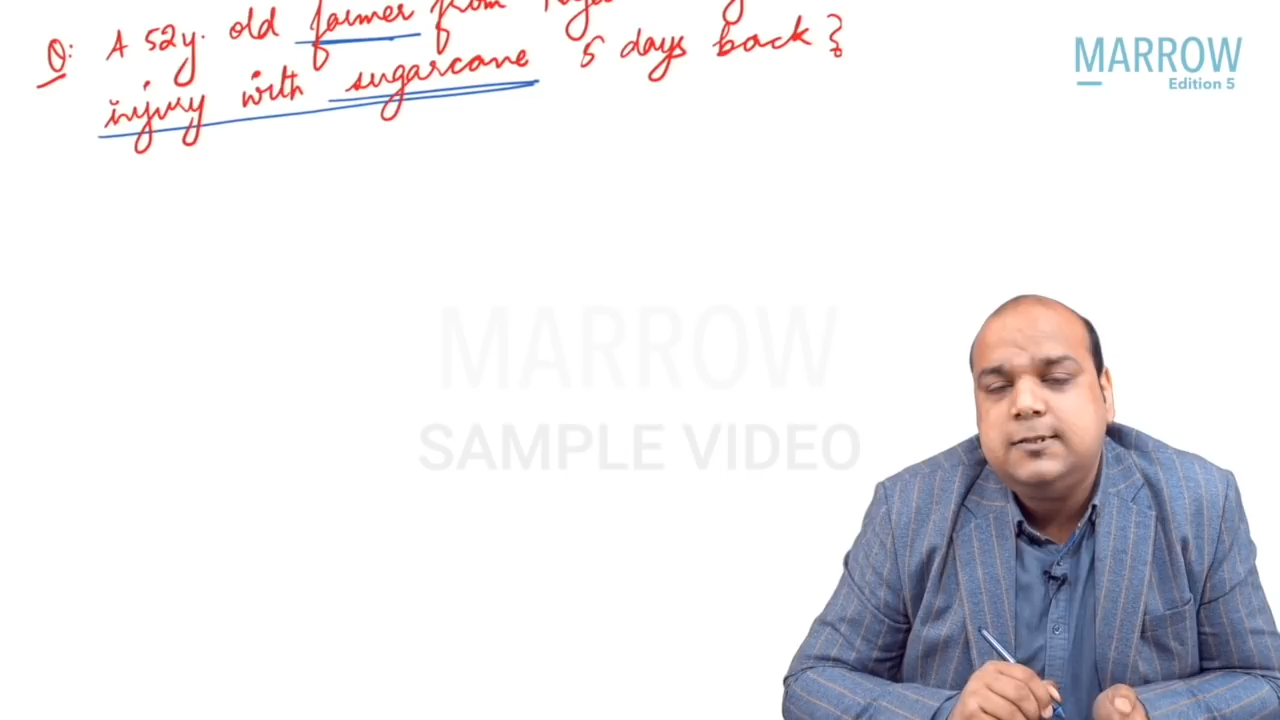 Q: A 52y. old farmer from
injury with sugarcane 5 days back ?
MARROW
Edition 5
MARROW
SAMPLE VIDEO